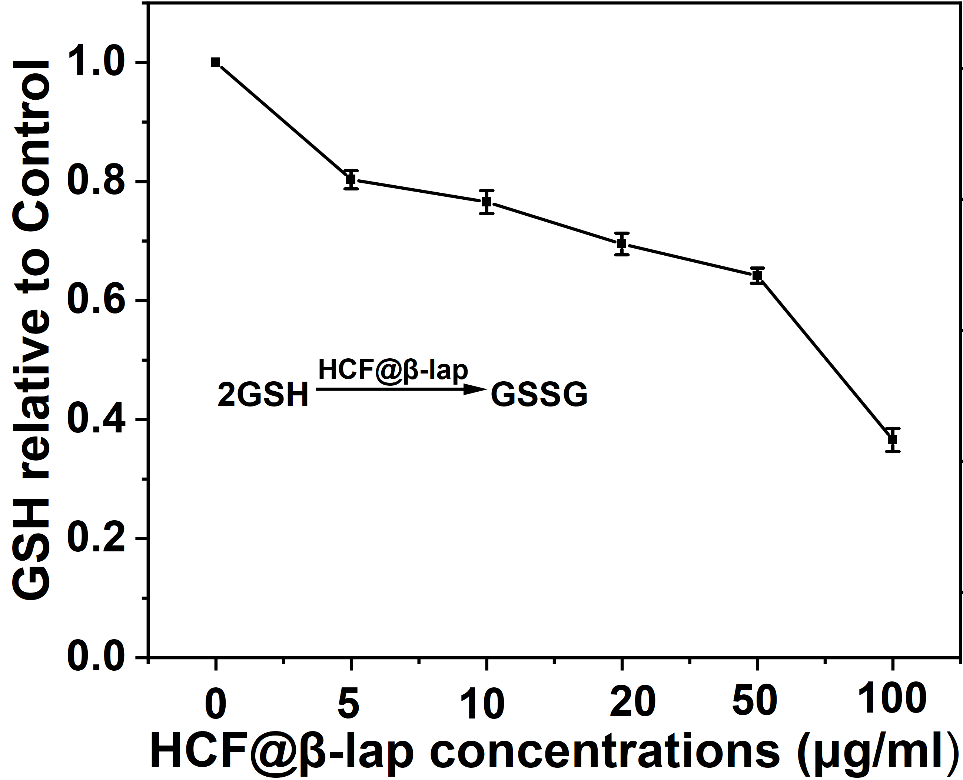 GSH relative to Control
1.0
0.8
0.6
0.4
0.2
0.0
HCF@β-lap
2GSH GSSG
0 5 10 20 50 100
HCF@β-lap concentrations (μg/ml)